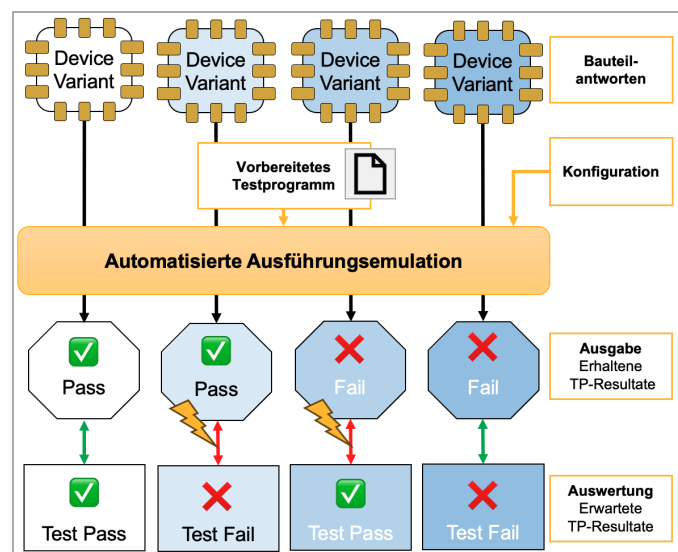 Device
Variant
Device
Variant
Device
Variant
Device
Variant
Bauteil-
antworten
Vorbereitetes
Testprogramm
Konfiguration
Automatisierte Ausführungsemulation
Pass
Pass
Fail
Fail
Ausgabe
Erhaltene
TP-Resultate
Test Pass
Test Fail
Test Pass
Test Fail
Auswertung
Erwartete
TP-Resultate